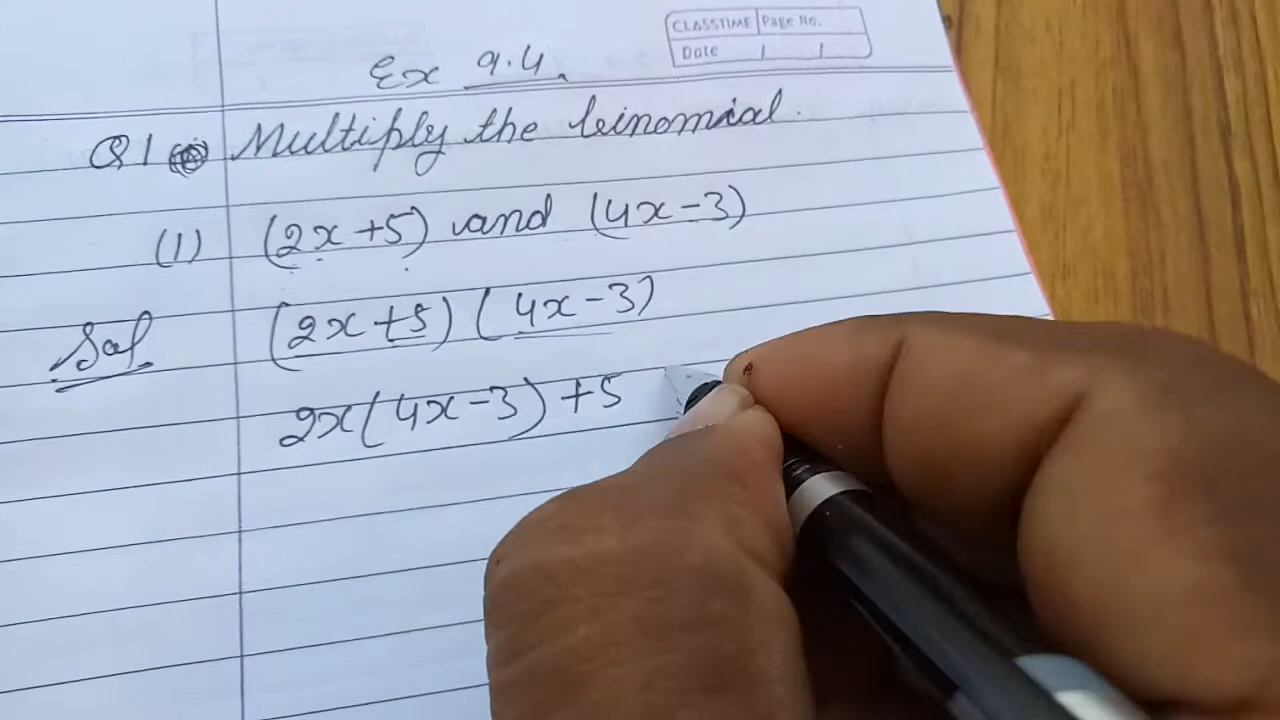 CLASSTIME Page No.
Date / /
Ex 9.4.
Q1 Multiply the binomial.
(1) (2x+5) and (4x-3)
Sol (2x+5) (4x-3)
2x(4x-3)+5